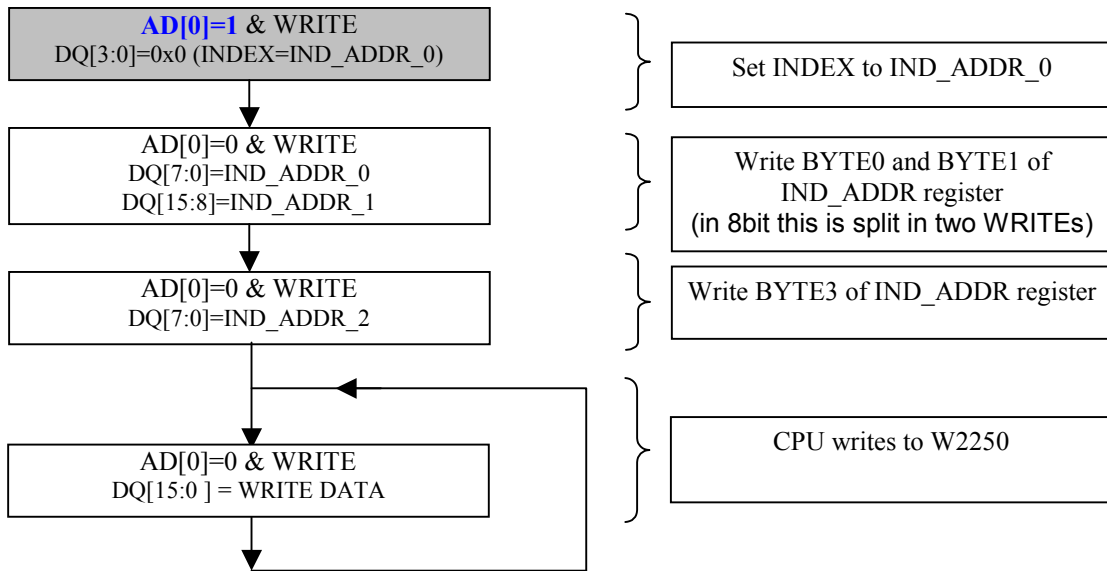 AD[0]=1 & WRITE
DQ[3:0]=0x0 (INDEX=IND_ADDR_0)
Set INDEX to IND_ADDR_0
AD[0]=0 & WRITE
DQ[7:0]=IND_ADDR_0
DQ[15:8]=IND_ADDR_1
Write BYTE0 and BYTE1 of
IND_ADDR register
(in 8bit this is split in two WRITEs)
AD[0]=0 & WRITE
DQ[7:0]=IND_ADDR_2
Write BYTE3 of IND_ADDR register
AD[0]=0 & WRITE
DQ[15:0 ] = WRITE DATA
CPU writes to W2250